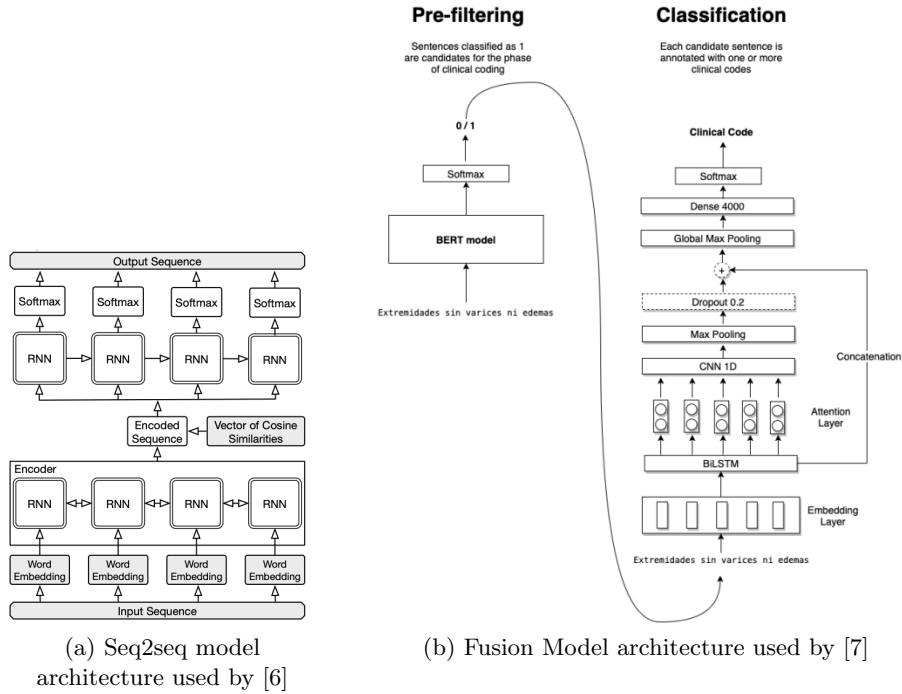 Pre-filtering
Sentences classified as 1
are candidates for the phase
of clinical coding
0 / 1
Softmax
BERT model
Extremidades sin varices ni edemas
Classification
Each candidate sentence is
annotated with one or more
clinical codes
Clinical Code
Softmax
Dense 4000
Global Max Pooling
+
Dropout 0.2
Max Pooling
Concatenation
CNN 1D
Attention
Layer
BiLSTM
Embedding
Layer
Extremidades sin varices ni edemas
Output Sequence
Softmax Softmax Softmax Softmax
RNN RNN RNN RNN
Encoded
Sequence
Vector of Cosine
Similarities
Encoder
RNN RNN RNN RNN
Word Word Word Word
Embedding Embedding Embedding Embedding
Input Sequence
(a) Seq2seq model
architecture used by [6]
(b) Fusion Model architecture used by [7]